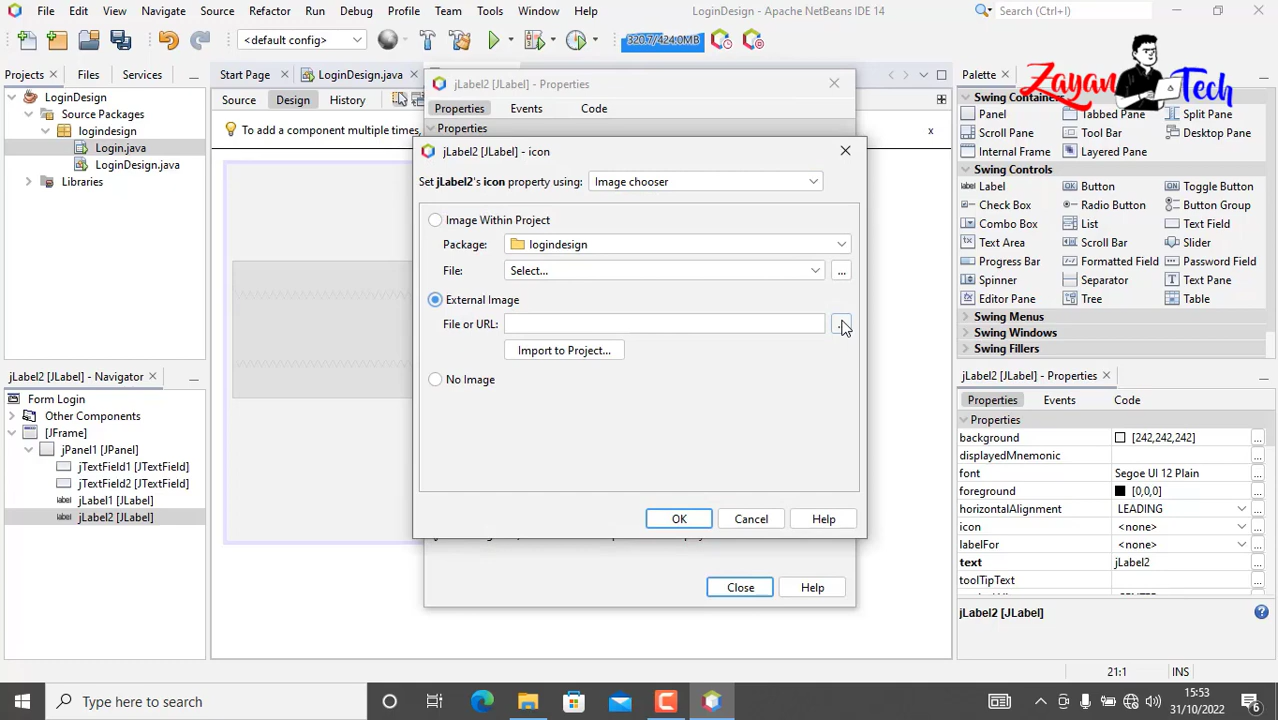 File Edit View Navigate Source Refactor Run Debug Profile Team Tools Window Help LoginDesign - Apache NetBeans IDE 14 Search (Ctrl+I)
<default config> 320.7/424.0MB
Projects Files Services Start Page LoginDesign.java Palette
Zayan Tech
LoginDesign
Source Packages
logindesign
Login.java
LoginDesign.java
Libraries
Source Design History
To add a component multiple times,
x
jLabel2 [JLabel] - Properties
Properties Events Code
Properties
jLabel2 [JLabel] - icon
Set jLabel2's icon property using: Image chooser
Image Within Project
Package: logindesign
File: Select... ...
External Image
File or URL:
Import to Project...
No Image
OK Cancel Help
Close Help
Swing Containers
Panel Tabbed Pane Split Pane
Scroll Pane Tool Bar Desktop Pane
Internal Frame Layered Pane
Swing Controls
Label Button Toggle Button
Check Box Radio Button Button Group
Combo Box List Text Field
Text Area Scroll Bar Slider
Progress Bar Formatted Field Password Field
Spinner Separator Text Pane
Editor Pane Tree Table
Swing Menus
Swing Windows
Swing Fillers
jLabel2 [JLabel] - Navigator
Form Login
Other Components
[JFrame]
jPanel1 [JPanel]
jTextField1 [JTextField]
jTextField2 [JTextField]
jLabel1 [JLabel]
jLabel2 [JLabel]
jLabel2 [JLabel] - Properties
Properties Events Code
Properties
background [242,242,242] ...
displayedMnemonic ...
font Segoe UI 12 Plain ...
foreground [0,0,0] ...
horizontalAlignment LEADING ...
icon <none> ...
labelFor <none> ...
text jLabel2 ...
toolTipText ...
jLabel2 [JLabel]
21:1 INS
Type here to search
15:53
31/10/2022
6